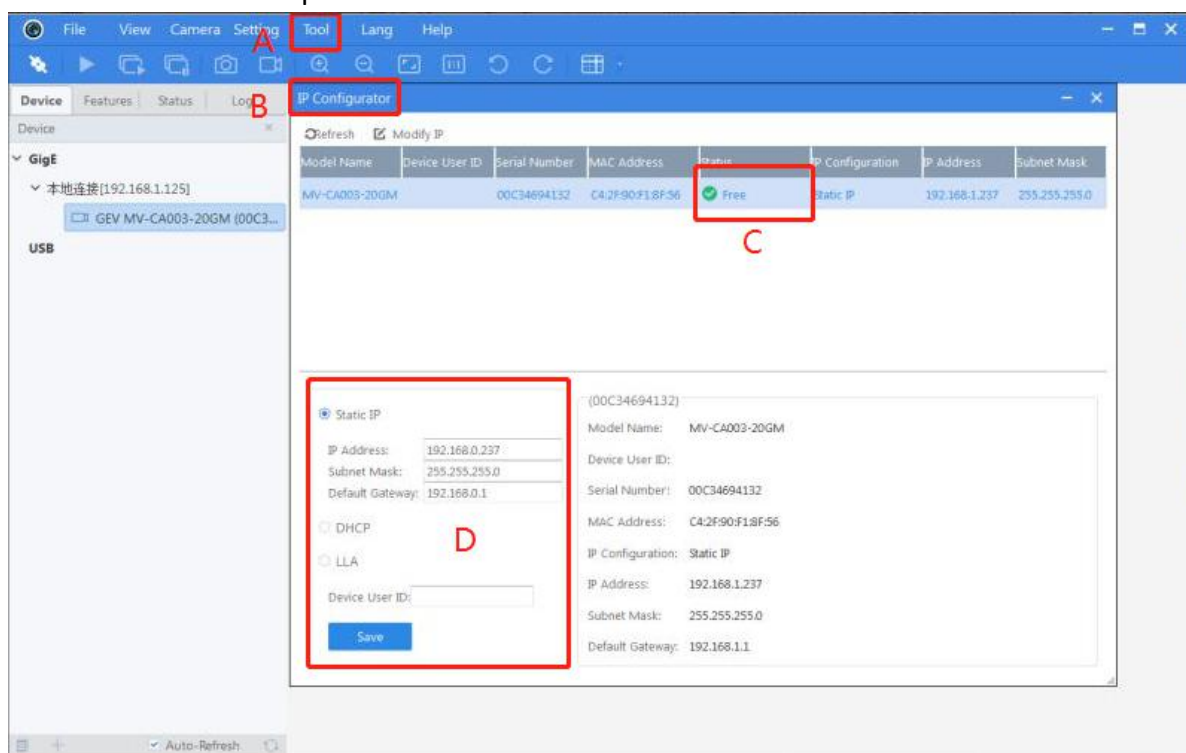 File View Camera Setting Tool Lang Help
A
Device Features Status Log
B
IP Configurator
Device
Refresh Modify IP
GigE
Model Name Device User ID Serial Number MAC Address Status IP Configuration IP Address Subnet Mask
本地连接[192.168.1.125]
MV-CA003-20GM 00C34694132 C4:2F:90:F1:8F:56 Free Static IP 192.168.1.237 255.255.255.0
GEV MV-CA003-20GM (00C3...
USB
C
Static IP
IP Address: 192.168.0.237
Subnet Mask: 255.255.255.0
Default Gateway: 192.168.0.1
DHCP
D
LLA
Device User ID:
Save
(00C34694132)
Model Name: MV-CA003-20GM
Device User ID:
Serial Number: 00C34694132
MAC Address: C4:2F:90:F1:8F:56
IP Configuration: Static IP
IP Address: 192.168.1.237
Subnet Mask: 255.255.255.0
Default Gateway: 192.168.1.1
Auto-Refresh